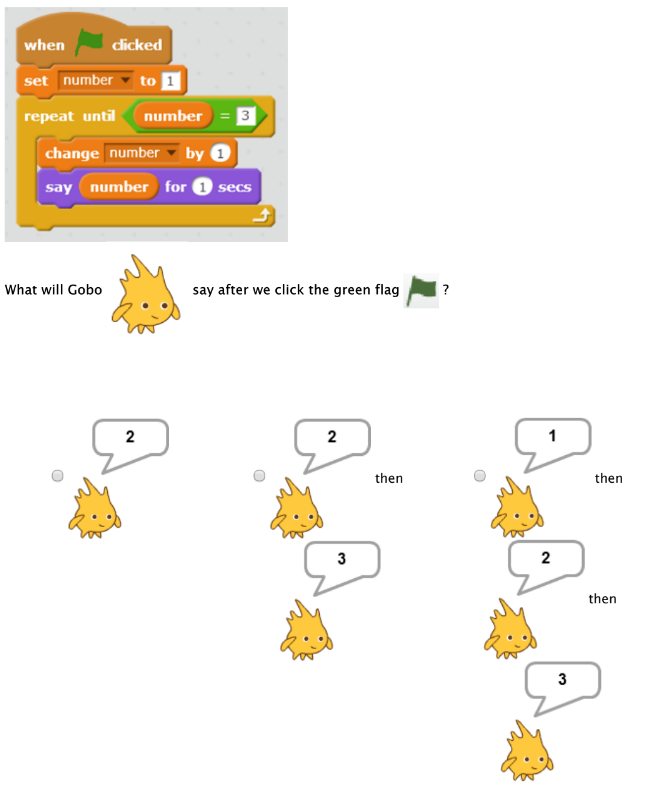 when clicked
set number to 1
repeat until number = 3
change number by 1
say number for 1 secs
What will Gobo say after we click the green flag ?
2
2
then
1
then
3
2
then
3